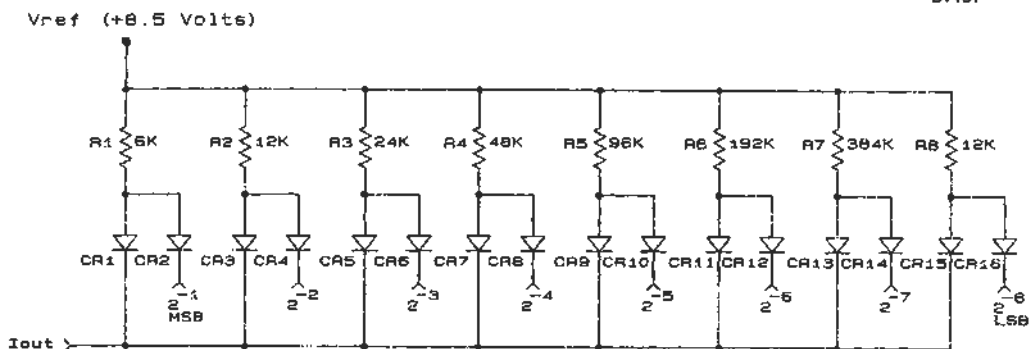 Vref (+8.5 Volts)
R1 6K R2 12K R3 24K R4 48K R5 96K R6 192K R7 384K R8 12K
CR1 CR2 CR3 CR4 CR5 CR6 CR7 CR8 CR9 CR10 CR11 CR12 CR13 CR14 CR15 CR16
2-1 2-2 2-3 2-4 2-5 2-6 2-7 2-8
MSB LSB
Iout